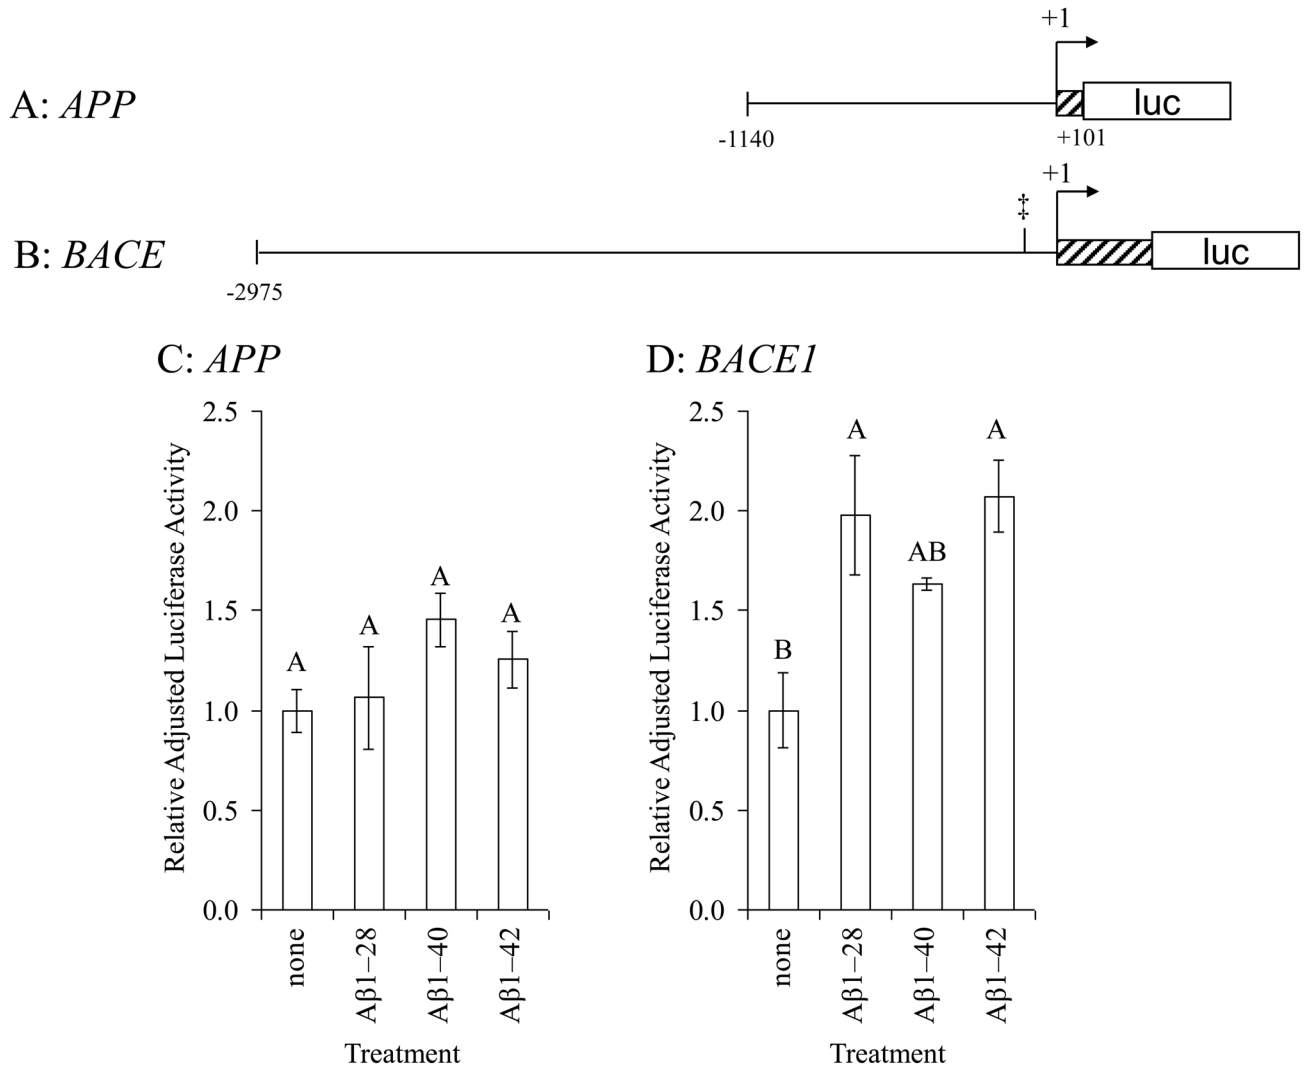 +1
A: APP
luc
-1140
+101
+1
‡
B: BACE
luc
-2975
C: APP
D: BACE1
Relative Adjusted Luciferase Activity
2.5
2.0
1.5
1.0
0.5
0.0
A
A
A
A
none
Aβ1–28
Aβ1–40
Aβ1–42
Treatment
Relative Adjusted Luciferase Activity
2.5
2.0
1.5
1.0
0.5
0.0
B
A
AB
A
none
Aβ1–28
Aβ1–40
Aβ1–42
Treatment